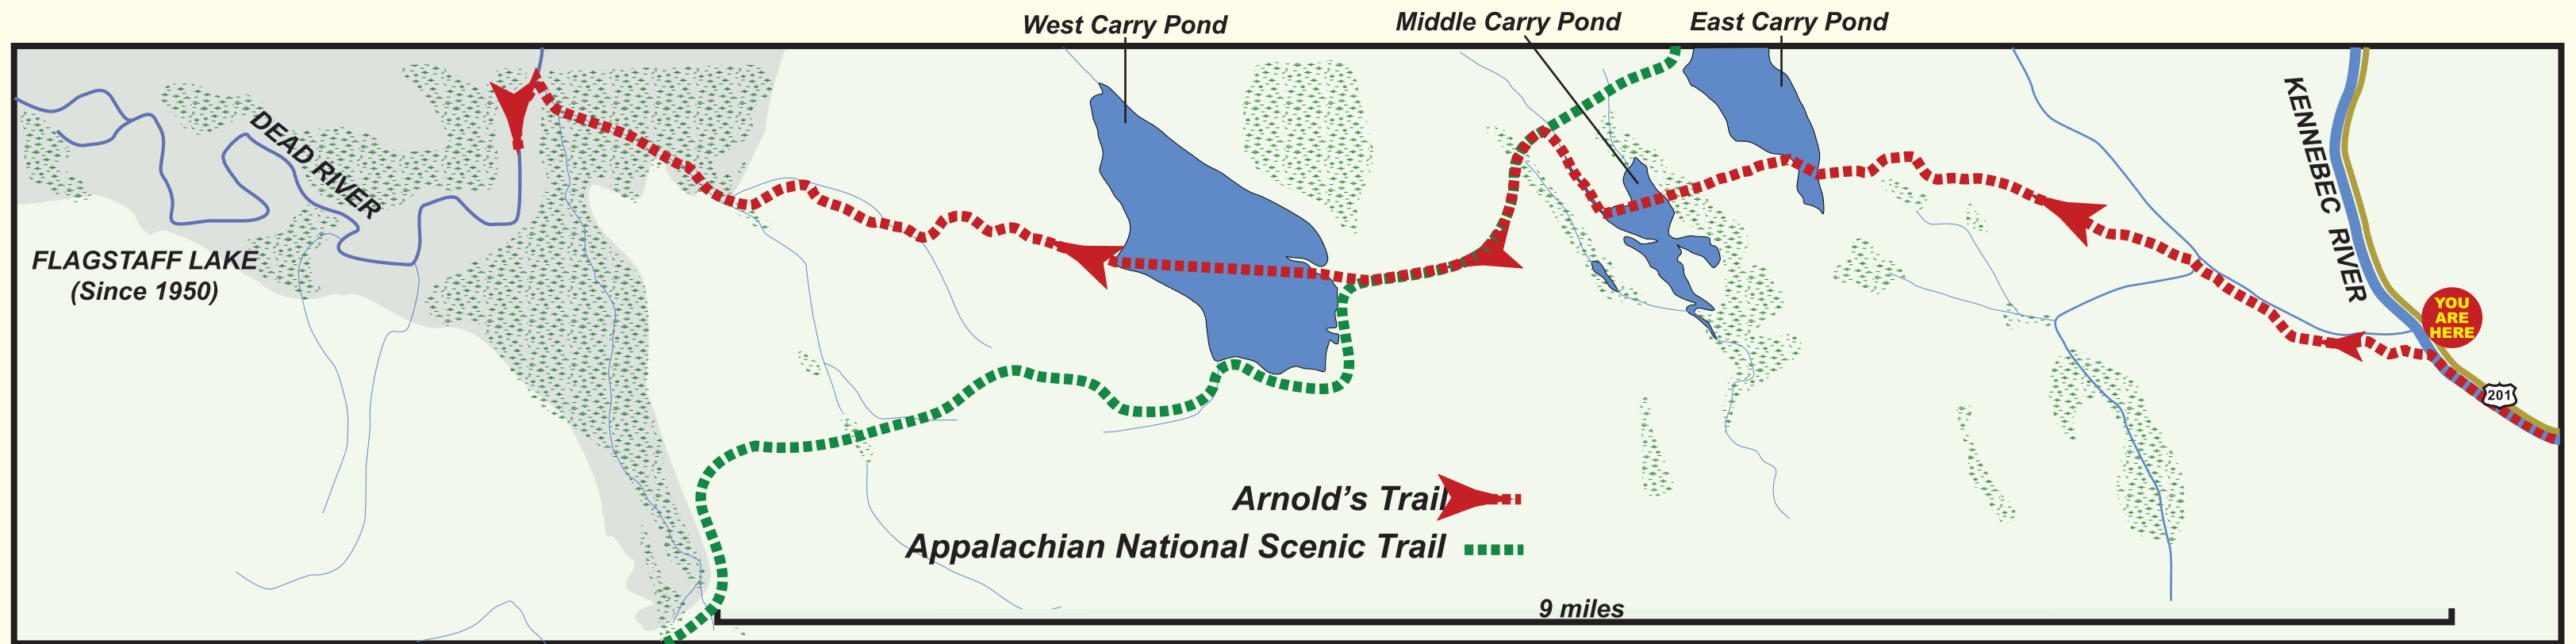 West Carry Pond
Middle Carry Pond
East Carry Pond
DEAD RIVER
KENNEBEC RIVER
FLAGSTAFF LAKE
(Since 1950)
YOU
ARE
HERE
201
Arnold's Trail
Appalachian National Scenic Trail
9 miles